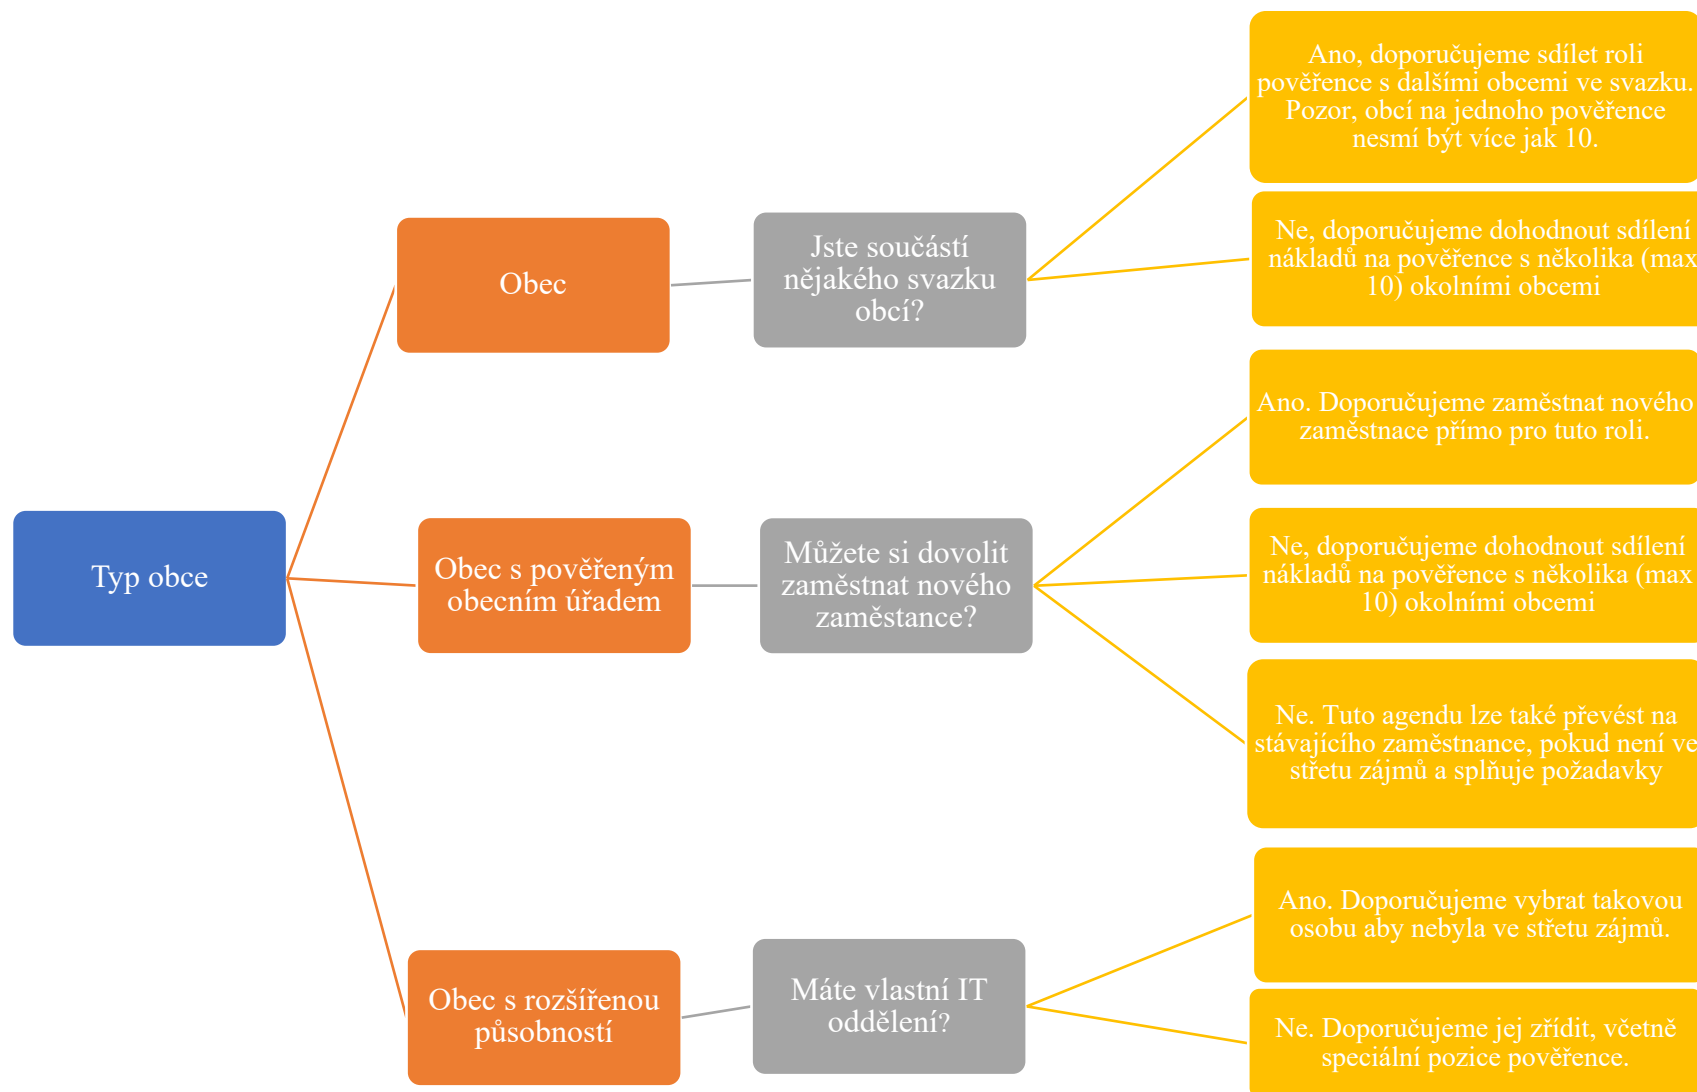 Typ obce
Obec
Jste součástí
nějakého svazku
obcí?
Ano, doporučujeme sdílet roli
pověřence s dalšími obcemi ve svazku.
Pozor, obcí na jednoho pověřence
nesmí být více jak 10.
Ne, doporučujeme dohodnout sdílení
nákladů na pověřence s několika (max
10) okolními obcemi
Obec s pověřeným
obecním úřadem
Můžete si dovolit
zaměstnat nového
zaměstance?
Ano. Doporučujeme zaměstnat nového
zaměstnace přímo pro tuto roli.
Ne, doporučujeme dohodnout sdílení
nákladů na pověřence s několika (max
10) okolními obcemi
Ne. Tuto agendu lze také převést na
stávajícího zaměstnance, pokud není ve
střetu zájmů a splňuje požadavky
Obec s rozšířenou
působností
Máte vlastní IT
oddělení?
Ano. Doporučujeme vybrat takovou
osobu aby nebyla ve střetu zájmů.
Ne. Doporučujeme jej zřídit, včetně
speciální pozice pověřence.